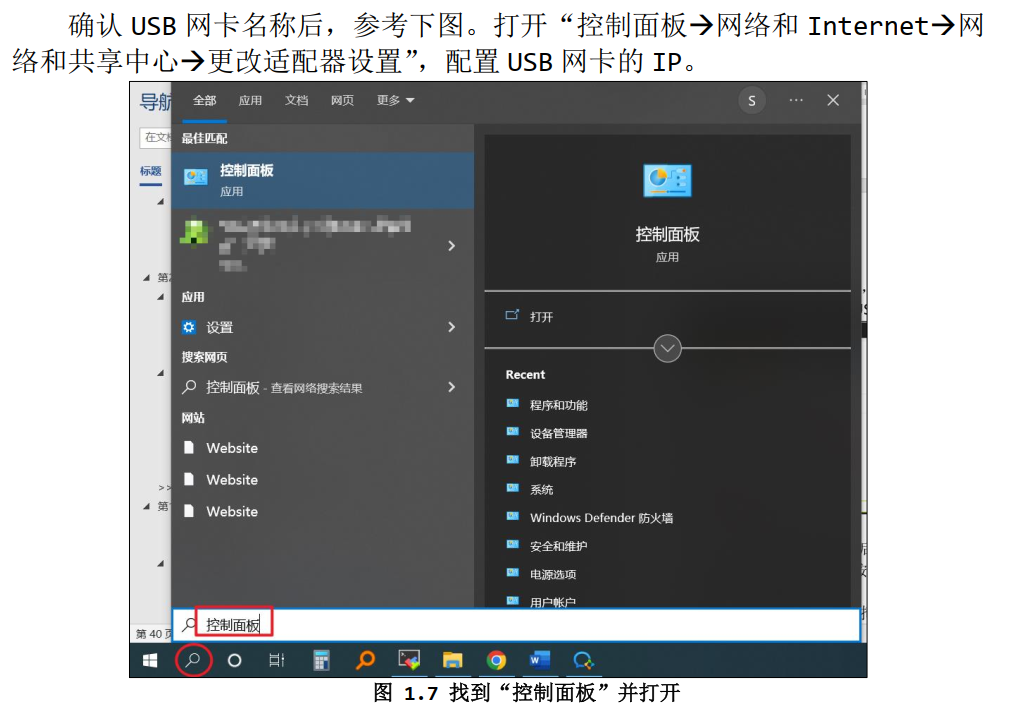 确认 USB 网卡名称后，参考下图。打开“控制面板→网络和 Internet→网
络和共享中心→更改适配器设置”，配置 USB 网卡的 IP。
导航
全部 应用 文档 网页 更多
S
在文档
标题
最佳匹配
控制面板
应用
控制面板
应用
第
应用
设置
打开
搜索网页
控制面板 - 查看网络搜索结果
Recent
网站
程序和功能
Website
设备管理器
Website
卸载程序
Website
系统
>>
第
Windows Defender 防火墙
安全和维护
电源选项
用户帐户
控制面板
第 40 页
图 1.7 找到“控制面板”并打开